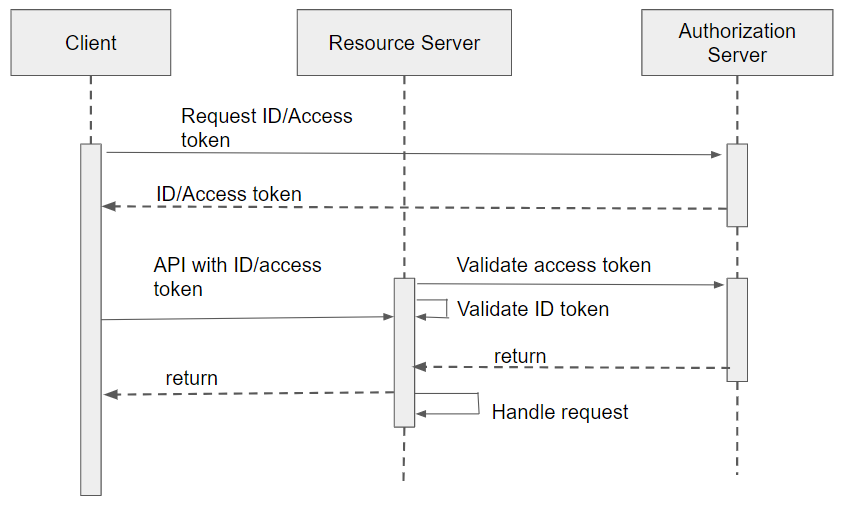 Client
Resource Server
Authorization
Server
Request ID/Access
token
ID/Access token
API with ID/access
token
Validate access token
Validate ID token
return
return
Handle request